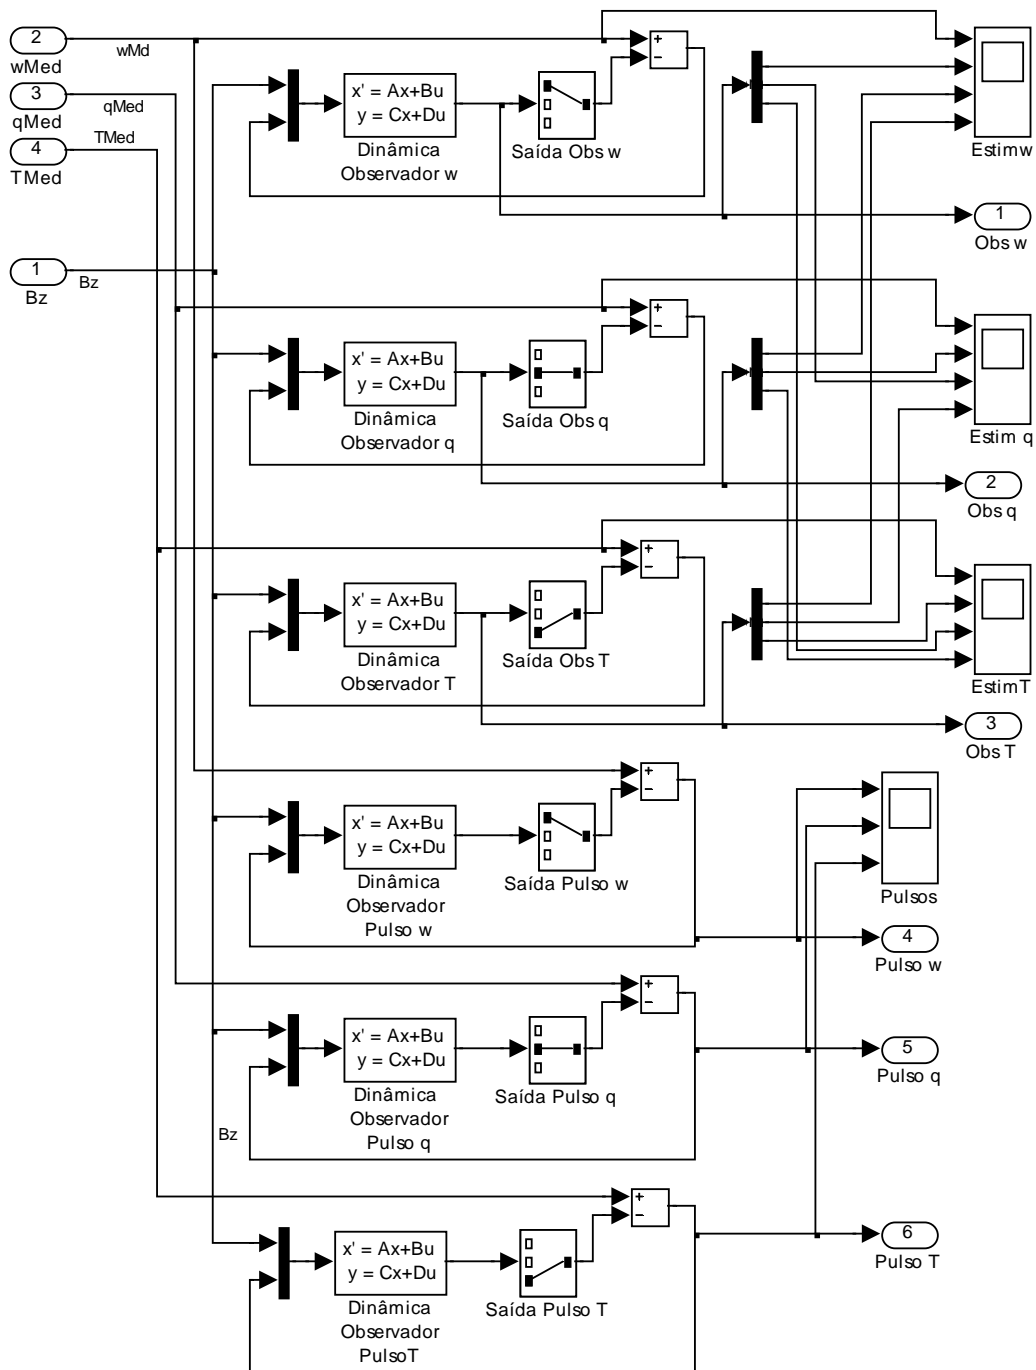 2
wMed
wMd
3
qMed
qMed
4
TMed
TMed
1
Bz
Bz
x' = Ax+Bu
y = Cx+Du
Dinâmica
Observador w
Saída Obs w
+
−
Estim w
1
Obs w
x' = Ax+Bu
y = Cx+Du
Dinâmica
Observador q
Saída Obs q
+
−
Estim q
2
Obs q
x' = Ax+Bu
y = Cx+Du
Dinâmica
Observador T
Saída Obs T
+
−
Estim T
3
Obs T
x' = Ax+Bu
y = Cx+Du
Dinâmica
Observador
Pulso w
Saída Pulso w
+
−
Pulsos
4
Pulso w
x' = Ax+Bu
y = Cx+Du
Dinâmica
Observador
Pulso q
Saída Pulso q
+
−
5
Pulso q
Bz
x' = Ax+Bu
y = Cx+Du
Dinâmica
Observador
PulsoT
Saída Pulso T
+
−
6
Pulso T